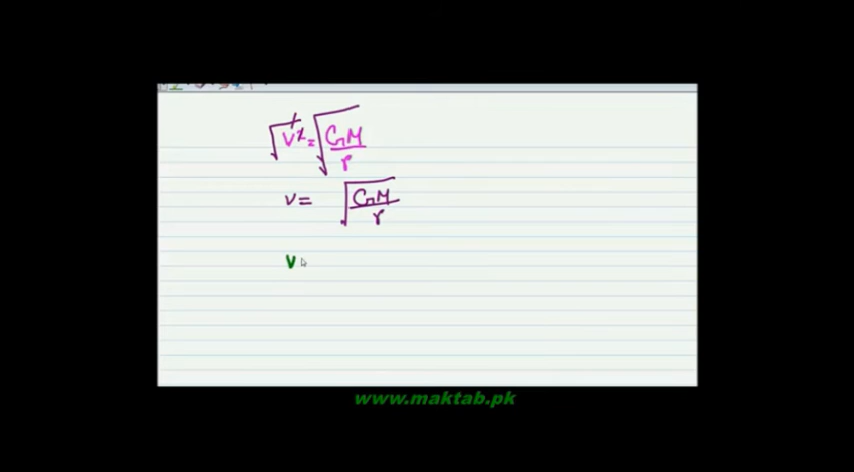 √V² = √GM/r
v = √GM/r
v
www.maktab.pk